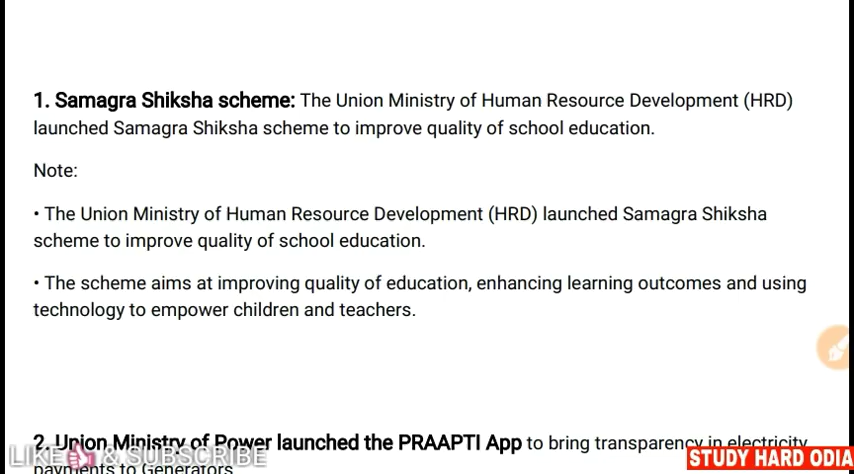 1. Samagra Shiksha scheme: The Union Ministry of Human Resource Development (HRD)
launched Samagra Shiksha scheme to improve quality of school education.
Note:
• The Union Ministry of Human Resource Development (HRD) launched Samagra Shiksha
scheme to improve quality of school education.
• The scheme aims at improving quality of education, enhancing learning outcomes and using
technology to empower children and teachers.
2. Union Ministry of Power launched the PRAAPTI App to bring transparency in electricity
payments to Generators
LIKE & SUBSCRIBE
STUDY HARD ODIA